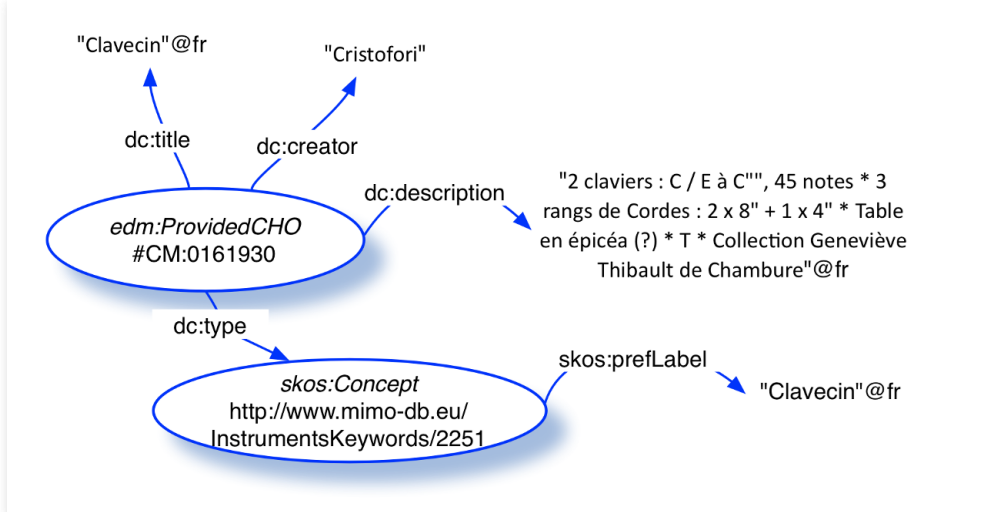 "Clavecin"@fr
"Cristofori"
dc:title
dc:creator
dc:description
"2 claviers : C / E à C"", 45 notes * 3
rangs de Cordes : 2 x 8" + 1 x 4" * Table
en épicéa (?) * T * Collection Geneviève
Thibault de Chambure"@fr
edm:ProvidedCHO
#CM:0161930
dc:type
skos:Concept
http://www.mimo-db.eu/
InstrumentsKeywords/2251
skos:prefLabel
"Clavecin"@fr